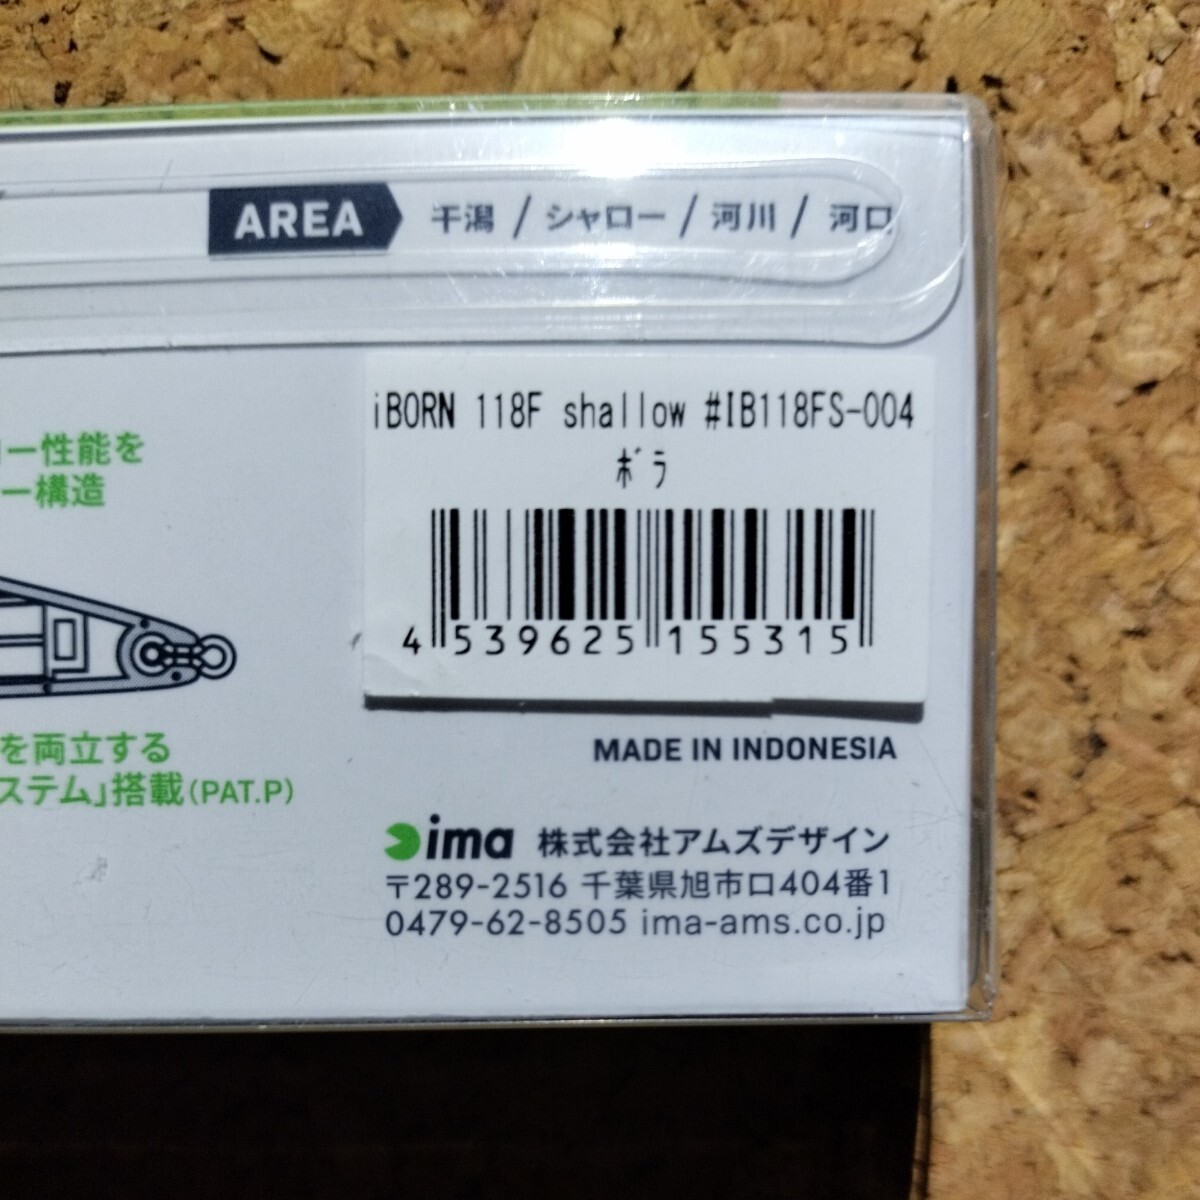 AREA 干潟 / シャロー / 河川 / 河口
iBORN 118F shallow #IB118FS-004
ボラ
4 539625 155315
ー性能を
ー構造
を両立する
ステム」搭載(PAT.P)
MADE IN INDONESIA
ima 株式会社アムズデザイン
〒289-2516 千葉県旭市口404番1
0479-62-8505 ima-ams.co.jp